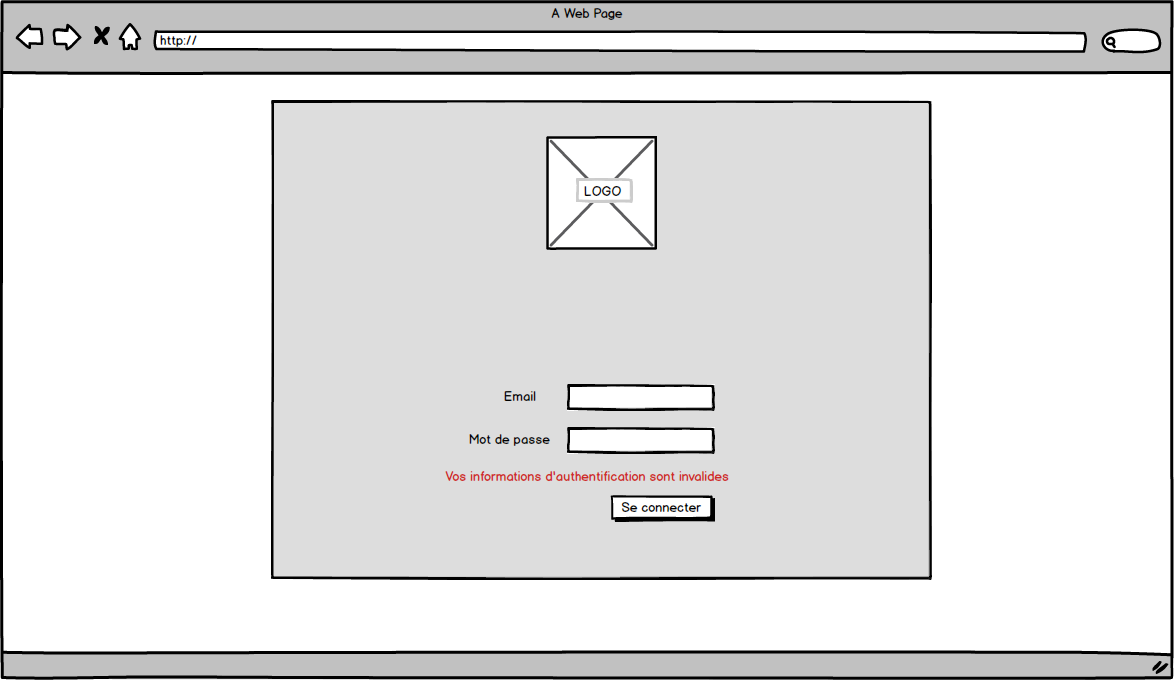 A Web Page
http://
LOGO
Email
Mot de passe
Vos informations d'authentification sont invalides
Se connecter